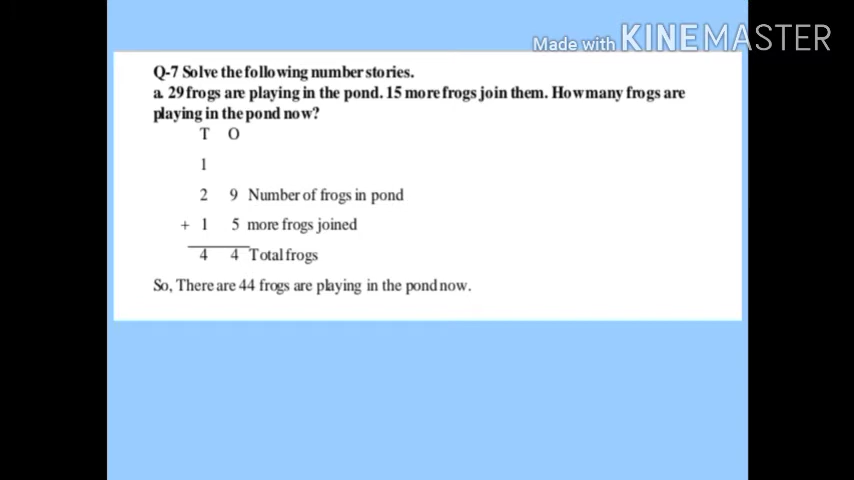 Made with KINEMASTER
Q-7 Solve the following number stories.
a. 29 frogs are playing in the pond. 15 more frogs join them. How many frogs are
playing in the pond now?
T O
1
2 9 Number of frogs in pond
+ 1 5 more frogs joined
4 4 Total frogs
So, There are 44 frogs are playing in the pond now.